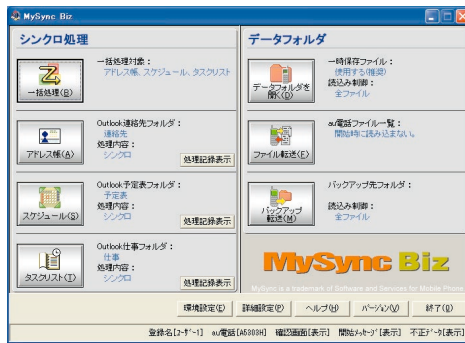 MySync Biz
シンクロ処理
一括処理(B)
一括処理対象：
アドレス帳、スケジュール、タスクリスト
アドレス帳(A)
Outlook連絡先フォルダ：
連絡先
処理内容：
シンクロ
処理記録表示
スケジュール(S)
Outlook予定表フォルダ：
予定表
処理内容：
シンクロ
処理記録表示
タスクリスト(T)
Outlook仕事フォルダ：
仕事
処理内容：
シンクロ
処理記録表示
データフォルダ
データフォルダを
開く(D)
一時保存ファイル：
使用する(推奨)
読込み制御：
全ファイル
ファイル転送(F)
au電話ファイル一覧：
開始時に読込まない。
バックアップ
転送(M)
バックアップ先フォルダ：
読込み制御：
全ファイル
MySync Biz
MySync is a trademark of Software and Services for Mobile Phone
環境設定(E)
詳細設定(P)
ヘルプ(H)
バージョン(V)
終了(Q)
登録名[ﾕｰｻﾞｰ1] au電話[A5303H] 確認画面[表示] 開始ﾒｯｾｰｼﾞ[表示] 不正ﾃﾞｰﾀ[表示]